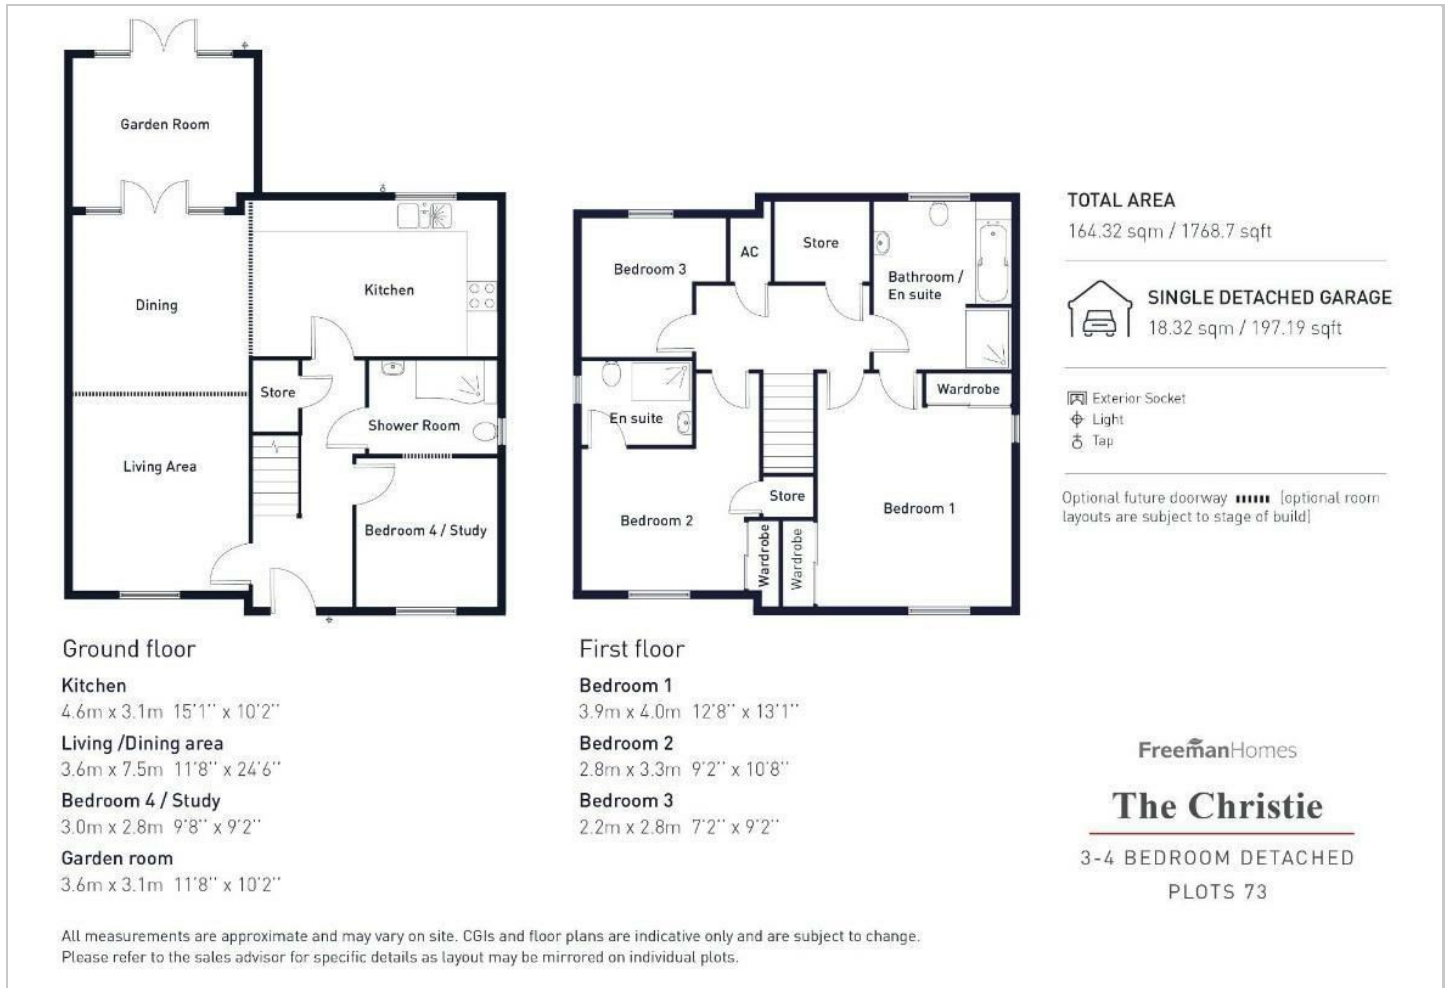 Garden Room
Dining
Kitchen
Store
Shower Room
Living Area
Bedroom 4 / Study
Bedroom 3
AC
Store
Bathroom /
En suite
En suite
Wardrobe
Bedroom 2
Store
Bedroom 1
Wardrobe
Wardrobe
TOTAL AREA
164.32 sqm / 1768.7 sqft
SINGLE DETACHED GARAGE
18.32 sqm / 197.19 sqft
Exterior Socket
Light
Tap
Optional future doorway [optional room
layouts are subject to stage of build]
Ground floor
Kitchen
4.6m x 3.1m 15'1'' x 10'2''
Living /Dining area
3.6m x 7.5m 11'8'' x 24'6''
Bedroom 4 / Study
3.0m x 2.8m 9'8'' x 9'2''
Garden room
3.6m x 3.1m 11'8'' x 10'2''
First floor
Bedroom 1
3.9m x 4.0m 12'8'' x 13'1''
Bedroom 2
2.8m x 3.3m 9'2'' x 10'8''
Bedroom 3
2.2m x 2.8m 7'2'' x 9'2''
FreemanHomes
The Christie
3-4 BEDROOM DETACHED
PLOTS 73
All measurements are approximate and may vary on site. CGIs and floor plans are indicative only and are subject to change.
Please refer to the sales advisor for specific details as layout may be mirrored on individual plots.